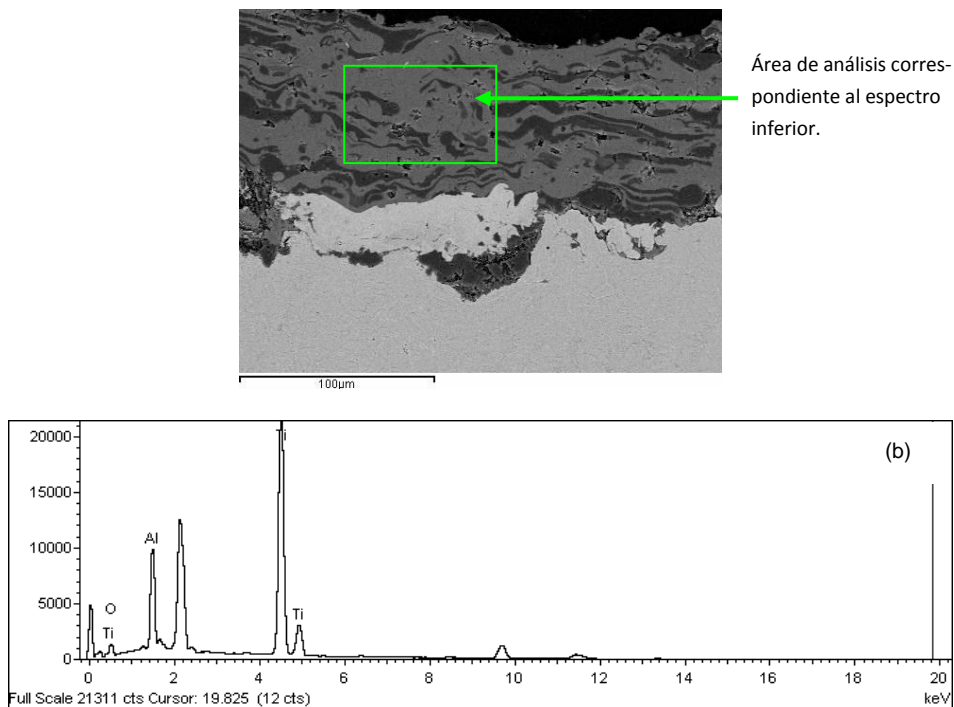 Área de análisis corres-
pondiente al espectro
inferior.
100µm
(b)
20000
15000
10000
5000
0
Ti
Al
O
Ti
Ti
0 2 4 6 8 10 12 14 16 18 20
Full Scale 21311 cts Cursor: 19.825 (12 cts) keV